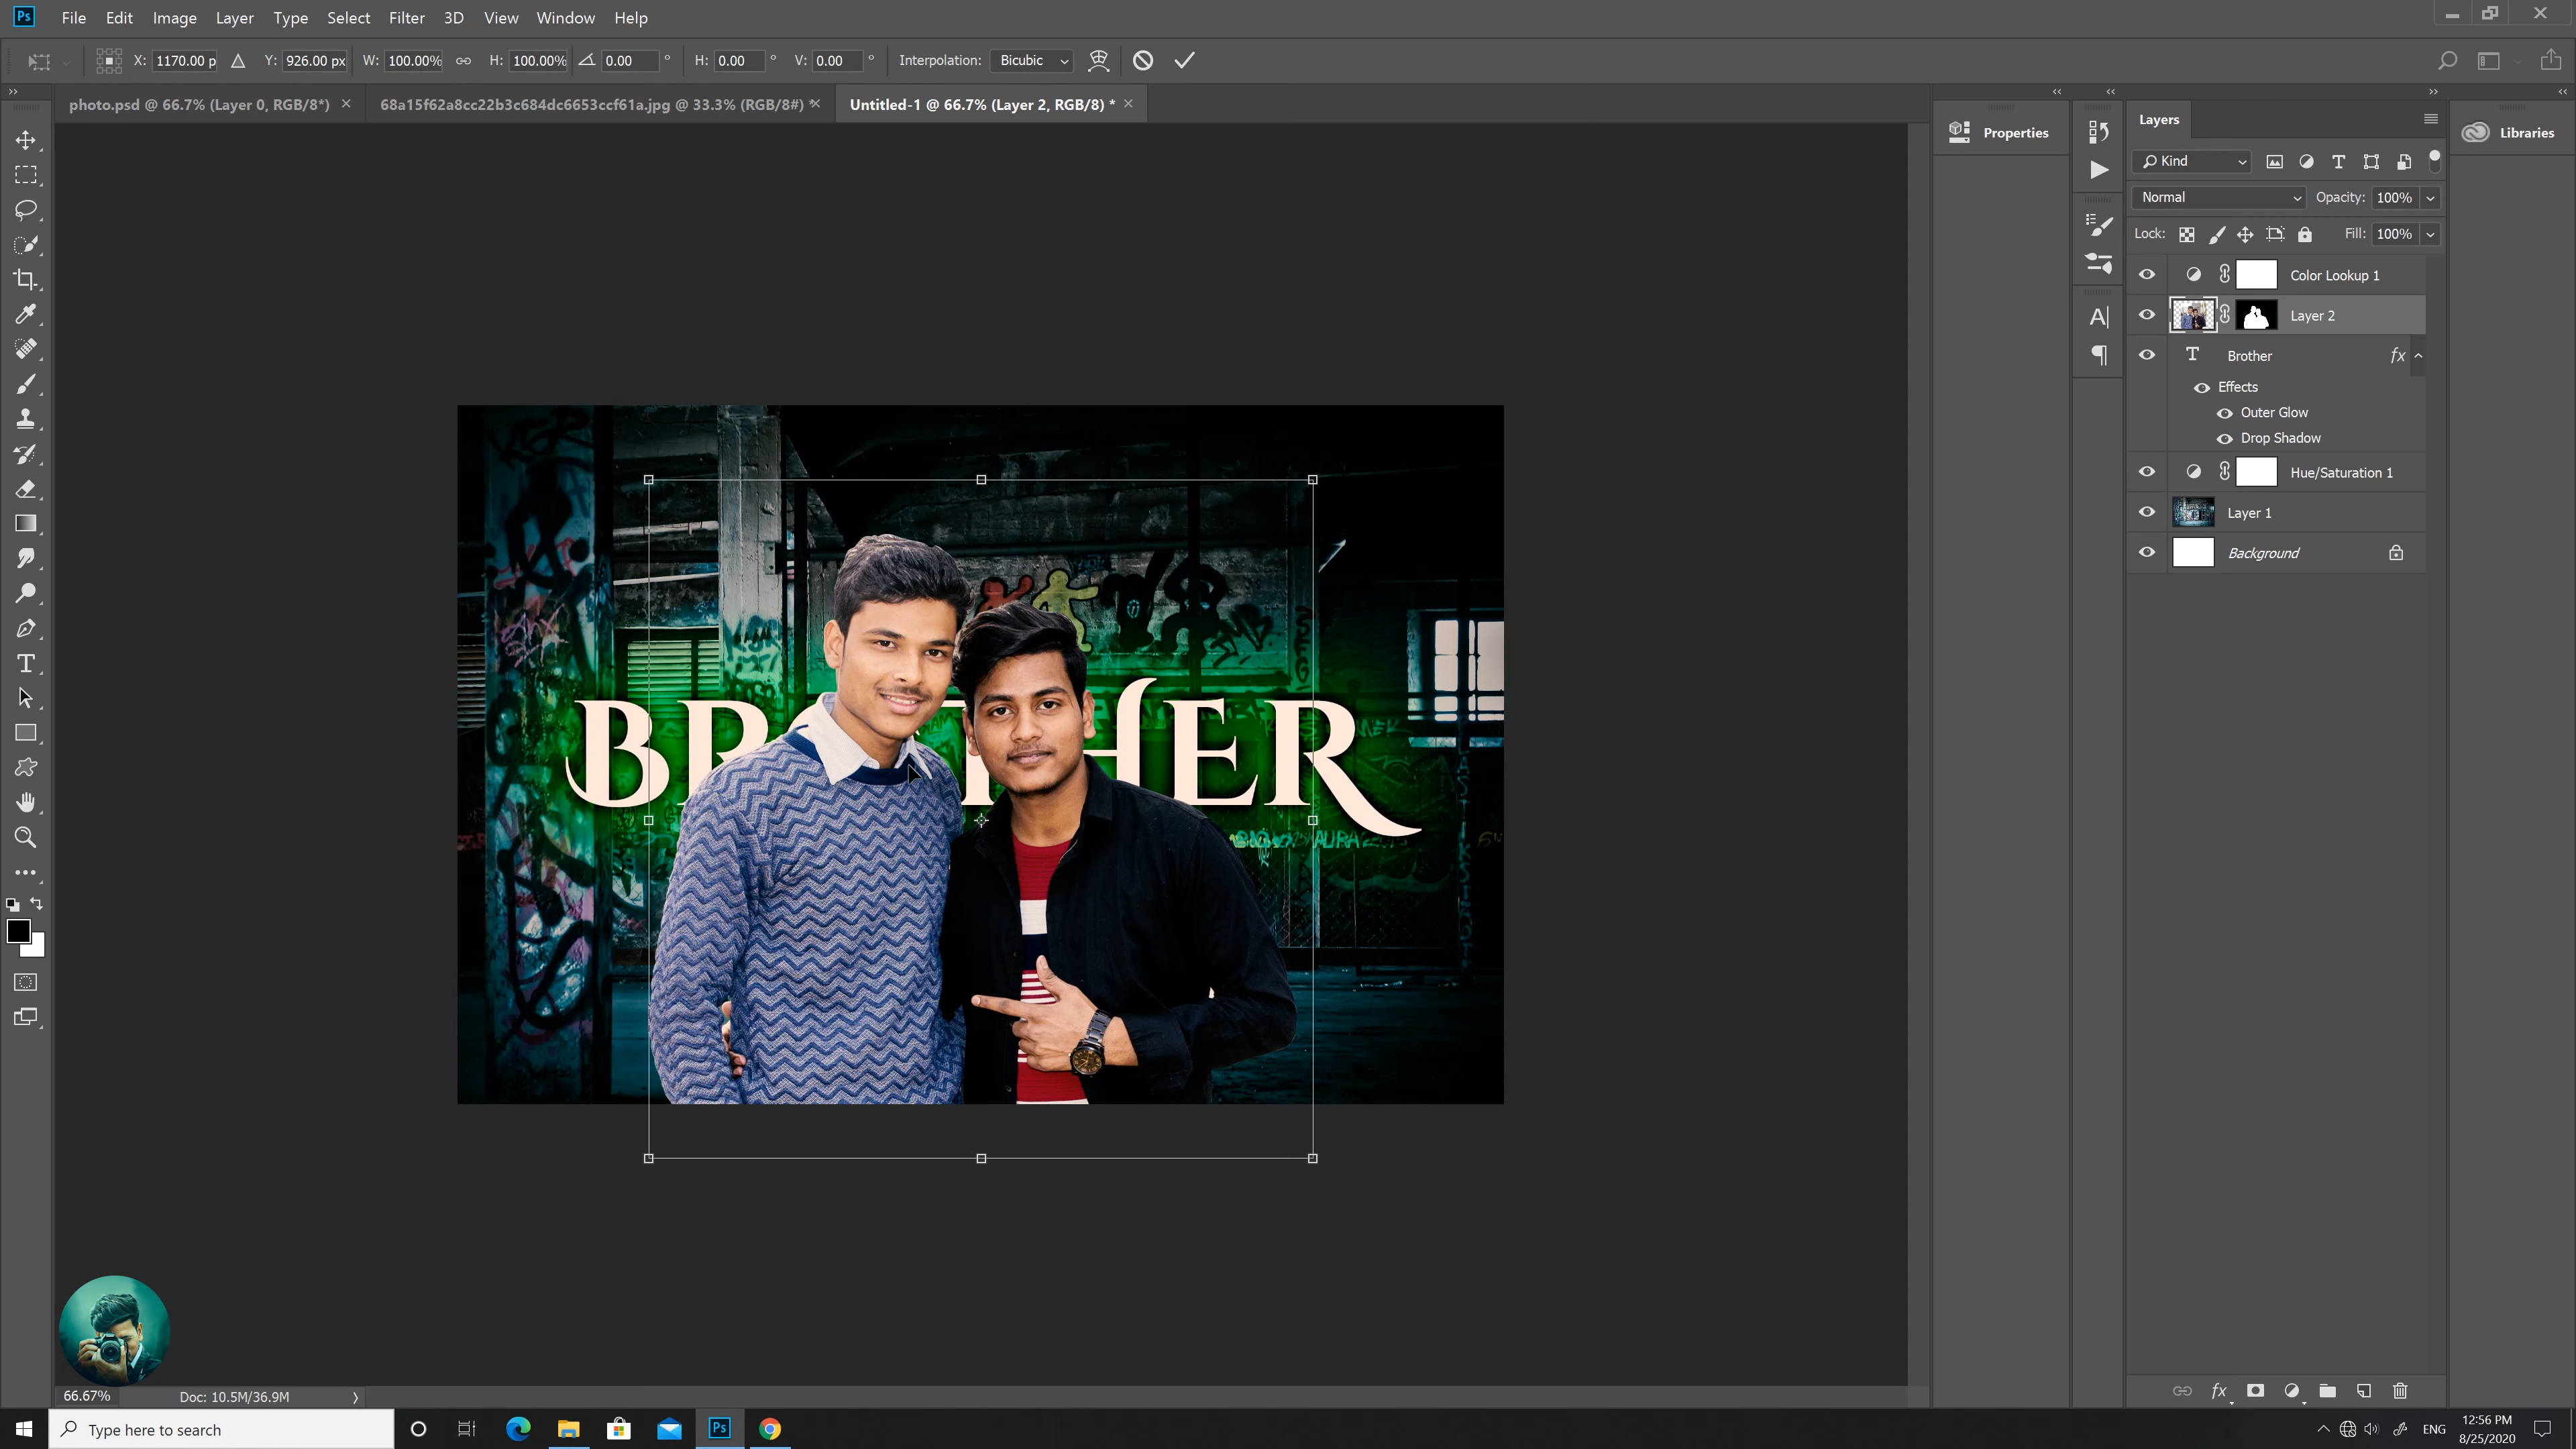 Ps File Edit Image Layer Type Select Filter 3D View Window Help
X: 1170.00 p Y: 926.00 px W: 100.00% H: 100.00% 0.00 ° H: 0.00 ° V: 0.00 ° Interpolation: Bicubic
photo.psd @ 66.7% (Layer 0, RGB/8*) × 68a15f62a8cc22b3c684dc6653ccf61a.jpg @ 33.3% (RGB/8#) * × Untitled-1 @ 66.7% (Layer 2, RGB/8) * ×
Properties
Layers
Libraries
Kind
Normal Opacity: 100%
Lock: Fill: 100%
Color Lookup 1
Layer 2
Brother fx
Effects
Outer Glow
Drop Shadow
Hue/Saturation 1
Layer 1
Background
BROTHER
66.67% Doc: 10.5M/36.9M
fx
Type here to search
Ps
ENG
12:56 PM
8/25/2020